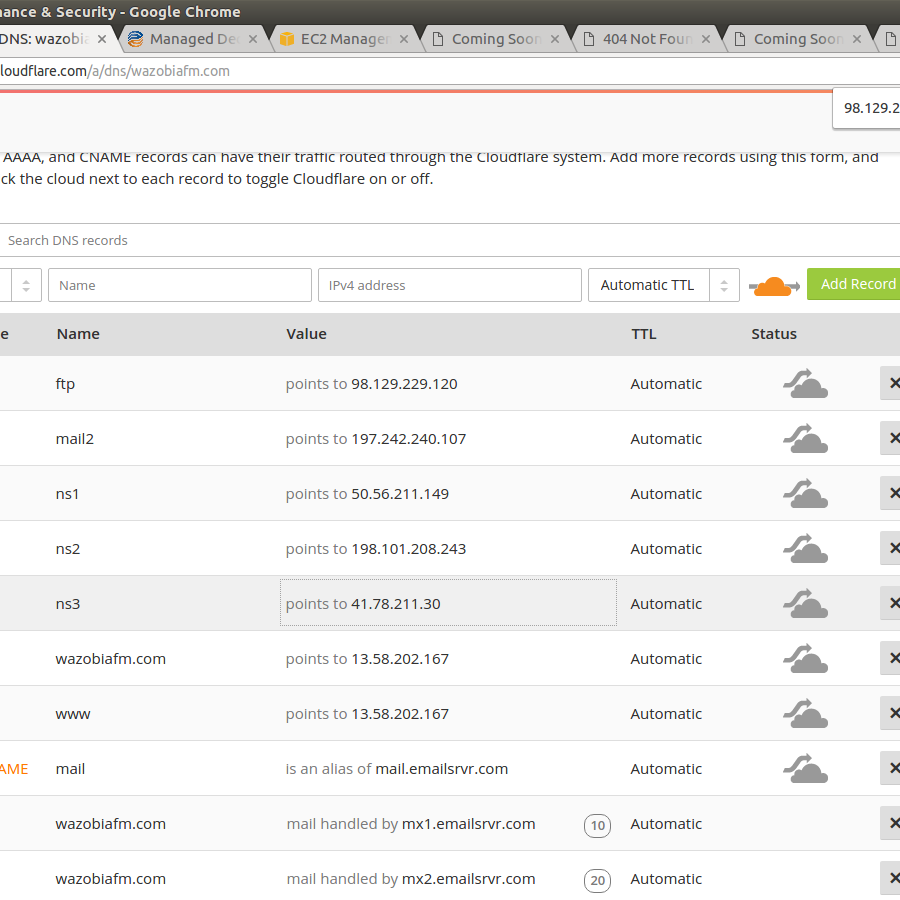 nance & Security - Google Chrome
DNS: wazobia × Managed De × EC2 Manage × Coming Soon × 404 Not Foun × Coming Soon ×
loudflare.com/a/dns/wazobiafm.com
98.129.2
AAAA, and CNAME records can have their traffic routed through the Cloudflare system. Add more records using this form, and
ck the cloud next to each record to toggle Cloudflare on or off.
Search DNS records
Name IPv4 address Automatic TTL Add Record
e Name Value TTL Status
ftp points to 98.129.229.120 Automatic ×
mail2 points to 197.242.240.107 Automatic ×
ns1 points to 50.56.211.149 Automatic ×
ns2 points to 198.101.208.243 Automatic ×
ns3 points to 41.78.211.30 Automatic ×
wazobiafm.com points to 13.58.202.167 Automatic ×
www points to 13.58.202.167 Automatic ×
AME mail is an alias of mail.emailsrvr.com Automatic ×
wazobiafm.com mail handled by mx1.emailsrvr.com 10 Automatic ×
wazobiafm.com mail handled by mx2.emailsrvr.com 20 Automatic ×